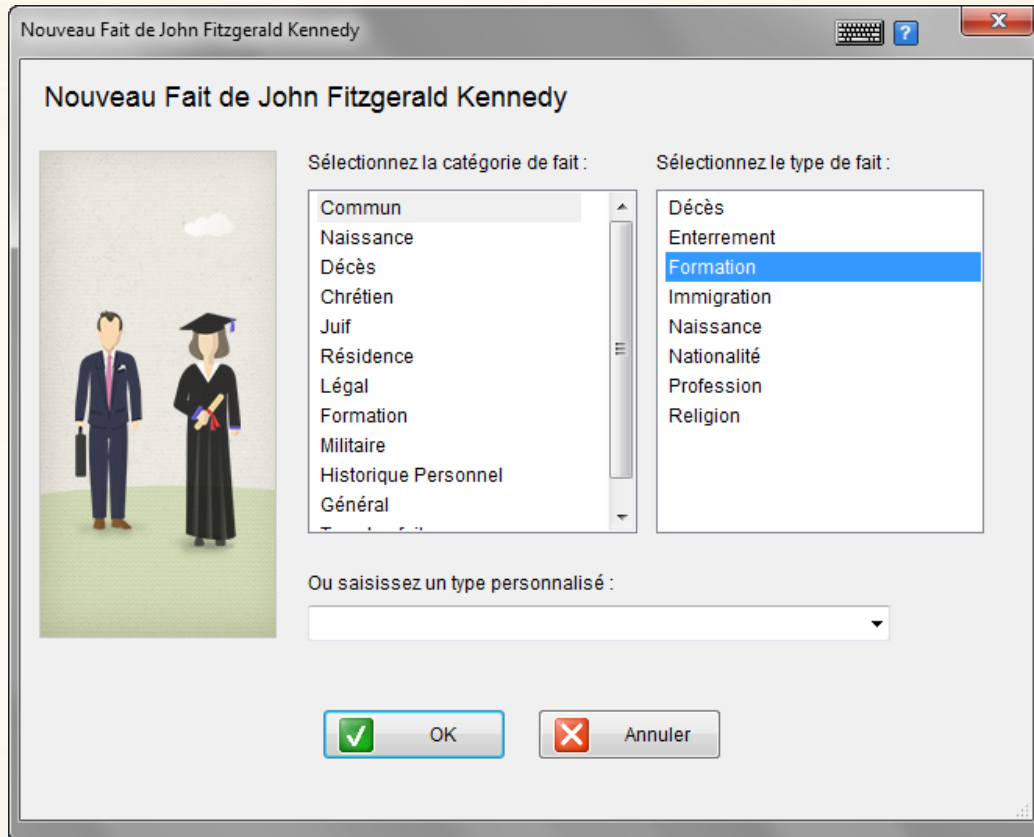 Nouveau Fait de John Fitzgerald Kennedy
?
Nouveau Fait de John Fitzgerald Kennedy
Sélectionnez la catégorie de fait :
Commun
Naissance
Décès
Chrétien
Juif
Résidence
Légal
Formation
Militaire
Historique Personnel
Général
Sélectionnez le type de fait :
Décès
Enterrement
Formation
Immigration
Naissance
Nationalité
Profession
Religion
Ou saisissez un type personnalisé :
OK
Annuler